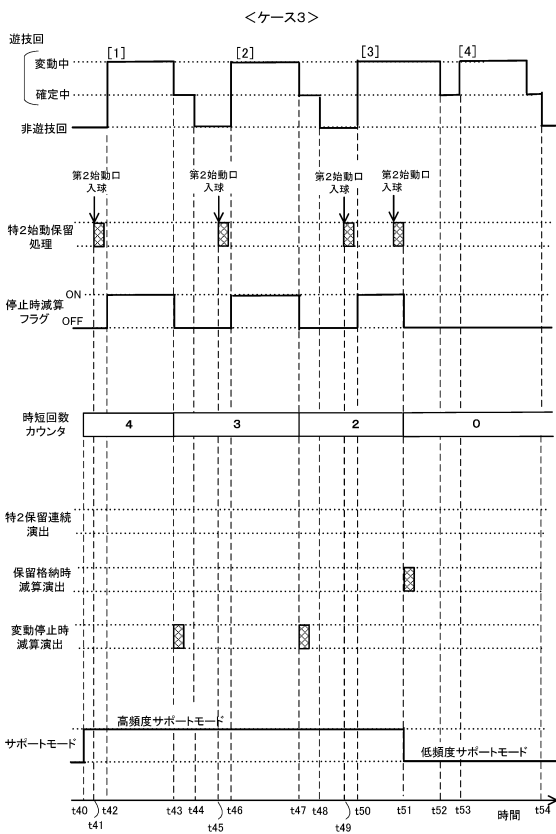 ＜ケース3＞
遊技回
変動中
確定中
非遊技回
[1]
[2]
[3]
[4]
第2始動口
入球
第2始動口
入球
第2始動口
入球
第2始動口
入球
特2始動保留
処理
停止時減算
フラグ
ON
OFF
時短回数
カウンタ
4
3
2
0
特2保留連続
演出
保留格納時
減算演出
変動停止時
減算演出
高頻度サポートモード
サポートモード
低頻度サポートモード
t40 t42 t43 t44 t46 t47 t48 t50 t51 t52 t53 t54
時間
t41 t45 t49